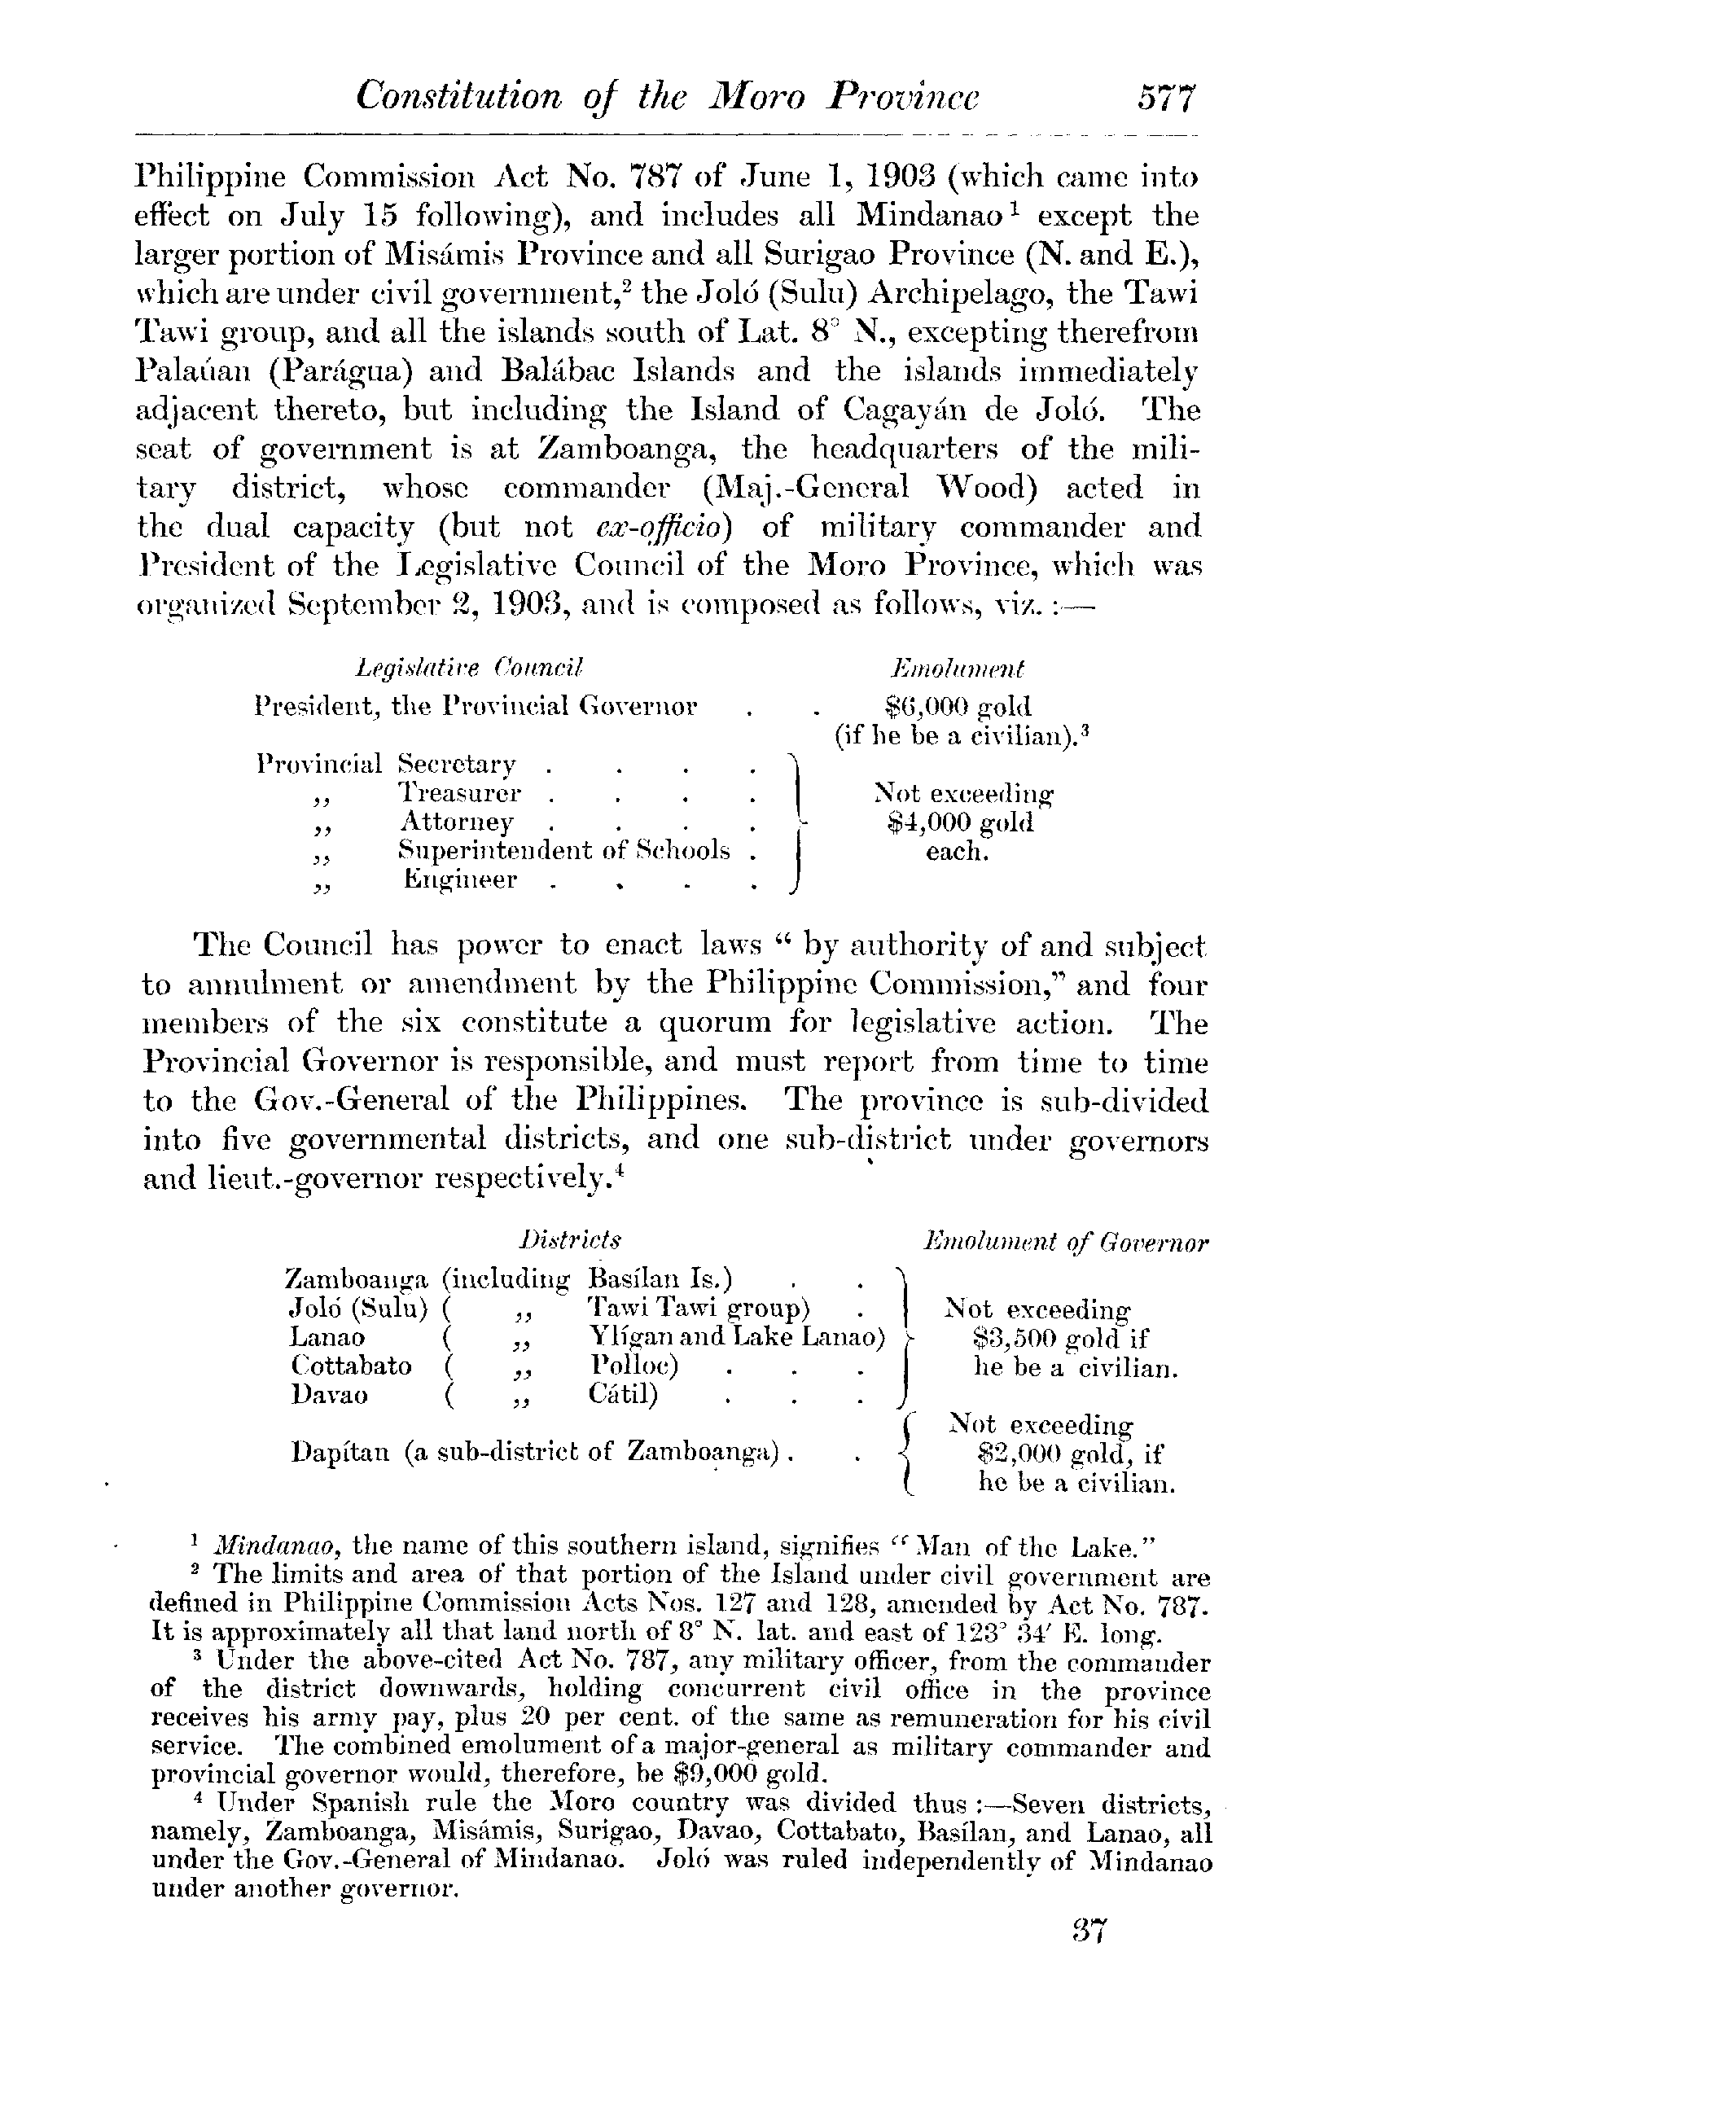 Constitution of the Moro Province 577
Philippine Commission Act No. 787 of June 1, 1903 (which came into
effect on July 15 following), and includes all Mindanao¹ except the
larger portion of Misámis Province and all Surigao Province (N. and E.),
which are under civil government,² the Joló (Sulu) Archipelago, the Tawi
Tawi group, and all the islands south of Lat. 8° N., excepting therefrom
Palaúan (Parágua) and Balábac Islands and the islands immediately
adjacent thereto, but including the Island of Cagayán de Joló. The
seat of government is at Zamboanga, the headquarters of the mili-
tary district, whose commander (Maj.-General Wood) acted in
the dual capacity (but not ex-officio) of military commander and
President of the Legislative Council of the Moro Province, which was
organized September 2, 1903, and is composed as follows, viz. :—
Legislative Council Emolument
President, the Provincial Governor . . $6,000 gold
(if he be a civilian).³
Provincial Secretary . . . .
„ Treasurer . . . . Not exceeding
„ Attorney . . . . $4,000 gold
„ Superintendent of Schools . each.
„ Engineer . . . .
The Council has power to enact laws “ by authority of and subject
to annulment or amendment by the Philippine Commission,” and four
members of the six constitute a quorum for legislative action. The
Provincial Governor is responsible, and must report from time to time
to the Gov.-General of the Philippines. The province is sub-divided
into five governmental districts, and one sub-district under governors
and lieut.-governor respectively.⁴
Districts Emolument of Governor
Zamboanga (including Basílan Is.) . .
Joló (Sulu) ( „ Tawi Tawi group) . Not exceeding
Lanao ( „ Ylígan and Lake Lanao) $3,500 gold if
Cottabato ( „ Polloc) . . . he be a civilian.
Davao ( „ Cátil) . . .
Not exceeding
Dapítan (a sub-district of Zamboanga) . . $2,000 gold, if
he be a civilian.
¹ Mindanao, the name of this southern island, signifies “ Man of the Lake.”
² The limits and area of that portion of the Island under civil government are
defined in Philippine Commission Acts Nos. 127 and 128, amended by Act No. 787.
It is approximately all that land north of 8° N. lat. and east of 123° 34′ E. long.
³ Under the above-cited Act No. 787, any military officer, from the commander
of the district downwards, holding concurrent civil office in the province
receives his army pay, plus 20 per cent. of the same as remuneration for his civil
service. The combined emolument of a major-general as military commander and
provincial governor would, therefore, be $9,000 gold.
⁴ Under Spanish rule the Moro country was divided thus :—Seven districts,
namely, Zamboanga, Misámis, Surigao, Davao, Cottabato, Basílan, and Lanao, all
under the Gov.-General of Mindanao. Joló was ruled independently of Mindanao
under another governor.
37